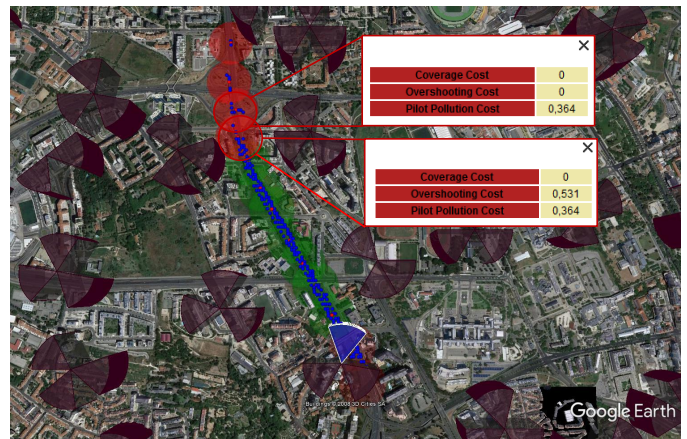 Coverage Cost 0
Overshooting Cost 0
Pilot Pollution Cost 0,364
Coverage Cost 0
Overshooting Cost 0,531
Pilot Pollution Cost 0,364
Buildings © 2008 3D Cities SA
Google Earth